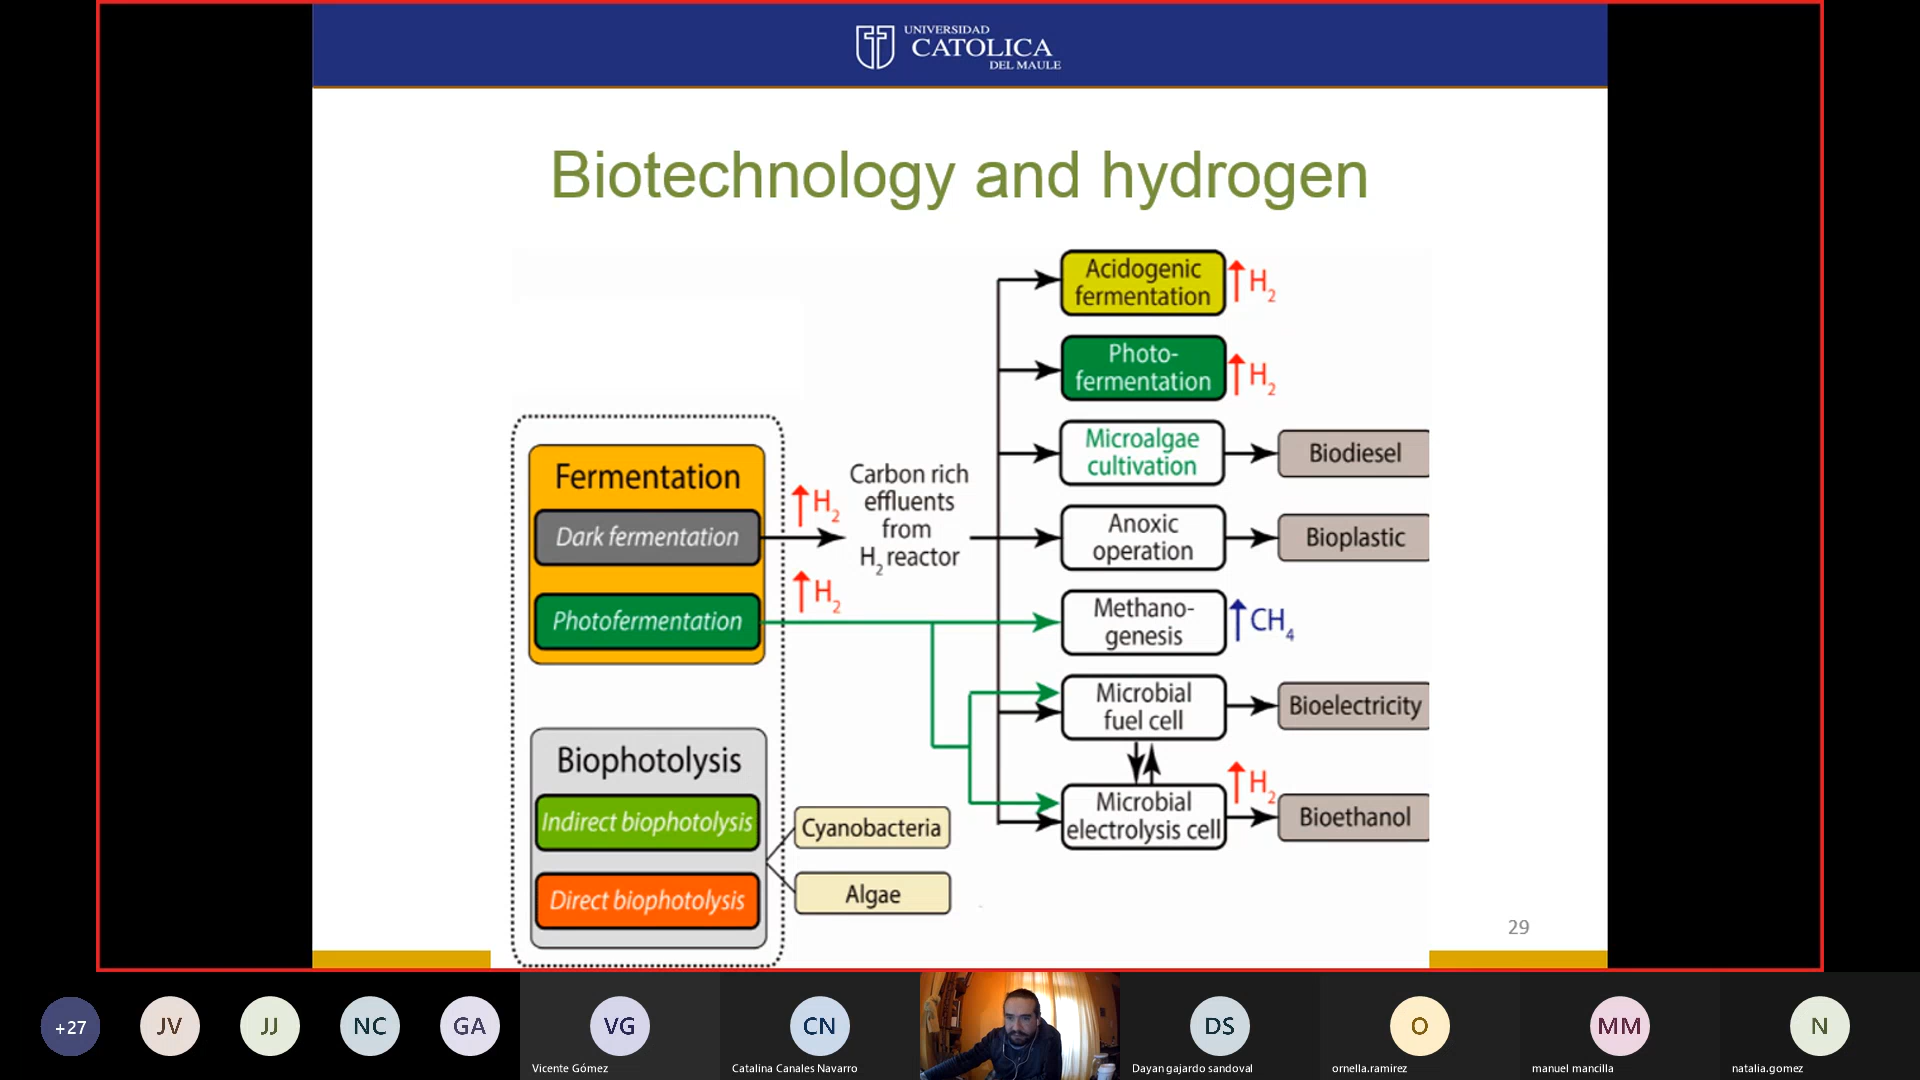 UNIVERSIDAD
CATOLICA
DEL MAULE
Biotechnology and hydrogen
Fermentation
Dark fermentation
Photofermentation
Biophotolysis
Indirect biophotolysis
Direct biophotolysis
Cyanobacteria
Algae
H2
H2
Carbon rich
effluents
from
H2 reactor
Acidogenic
fermentation
H2
Photo-
fermentation
H2
Microalgae
cultivation
Biodiesel
Anoxic
operation
Bioplastic
Methano-
genesis
CH4
Microbial
fuel cell
Bioelectricity
Microbial
electrolysis cell
H2
Bioethanol
29
+27
JV
JJ
NC
GA
VG
Vicente Gómez
CN
Catalina Canales Navarro
DS
Dayan gajardo sandoval
O
ornella.ramirez
MM
manuel mancilla
N
natalia.gomez